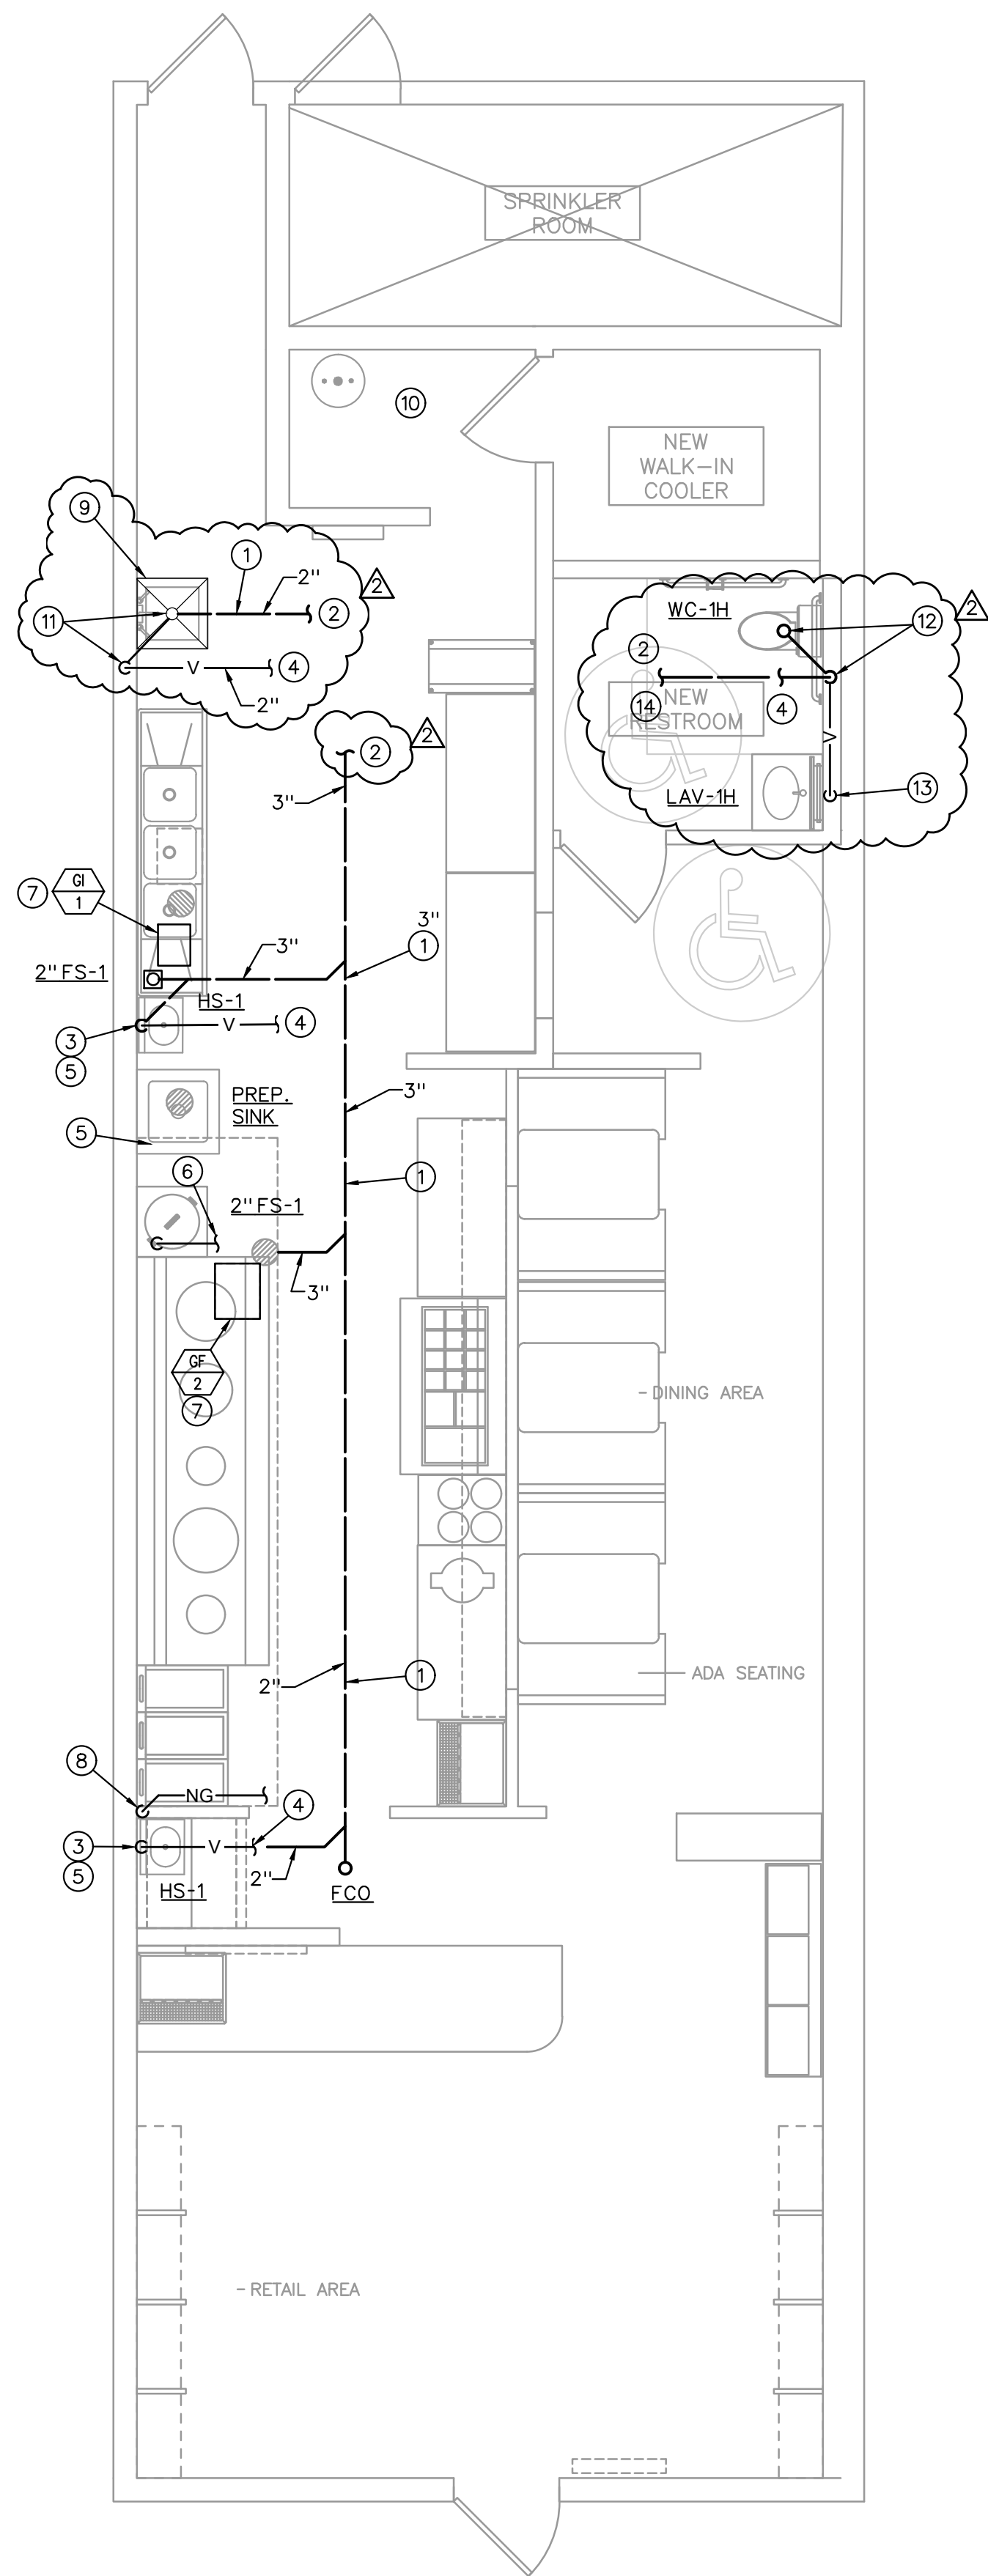 SPRINKLER
ROOM
10
NEW
WALK-IN
COOLER
9
1
2"
2
2
11
V
4
2"
WC-1H
12
2
2
14
NEW
RESTROOM
4
V
LAV-1H
13
2
2
3"
7
GI
1
3"
1
3"
2" FS-1
HS-1
3
5
V
4
PREP.
SINK
3"
5
1
6
2" FS-1
3"
GF
2
7
- DINING AREA
ADA SEATING
2"
1
8
NG
4
3
5
V
2"
HS-1
FCO
- RETAIL AREA